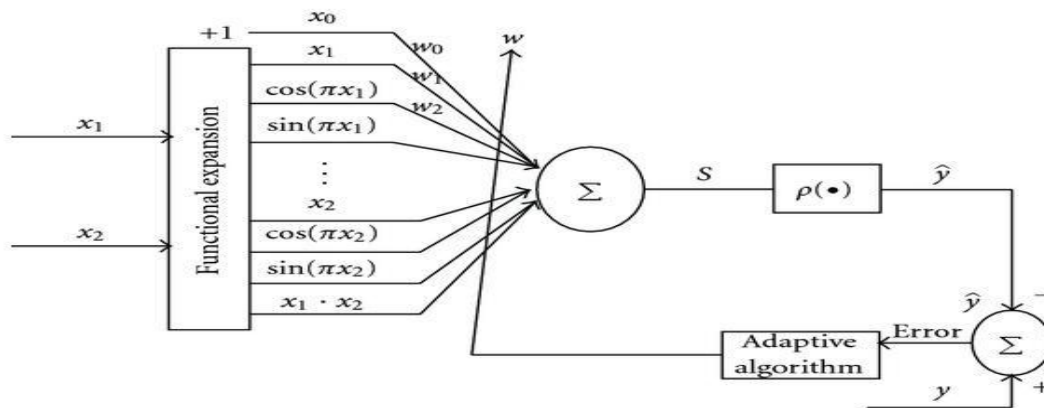 +1
x₀
x₁
cos(πx₁)
sin(πx₁)
⋮
x₂
cos(πx₂)
sin(πx₂)
x₁ · x₂
x₁
x₂
Functional expansion
w₀
w₁
w₂
w
Σ
S
ρ(•)
ŷ
ŷ
−
Σ
+
Error
Adaptive
algorithm
y